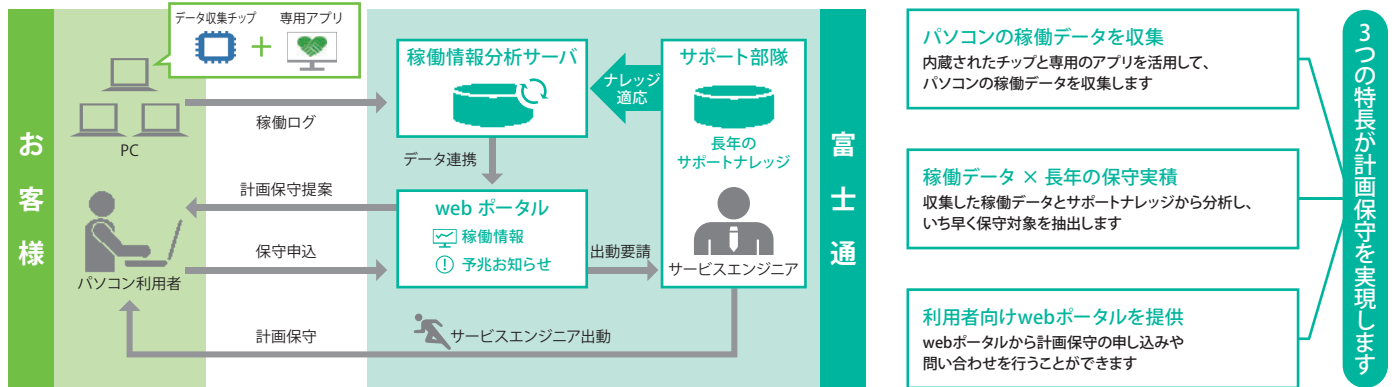 お客様
データ収集チップ
専用アプリ
+
PC
パソコン利用者
稼働ログ
計画保守提案
保守申込
計画保守
稼働情報分析サーバ
データ連携
web ポータル
稼働情報
予兆お知らせ
ナレッジ
適応
サポート部隊
長年の
サポートナレッジ
出動要請
サービスエンジニア
サービスエンジニア出動
富士通
パソコンの稼働データを収集
内蔵されたチップと専用のアプリを活用して、
パソコンの稼働データを収集します
稼働データ × 長年の保守実積
収集した稼働データとサポートナレッジから分析し、
いち早く保守対象を抽出します
利用者向けwebポータルを提供
webポータルから計画保守の申し込みや
問い合わせを行うことができます
3つの特長が計画保守を実現します